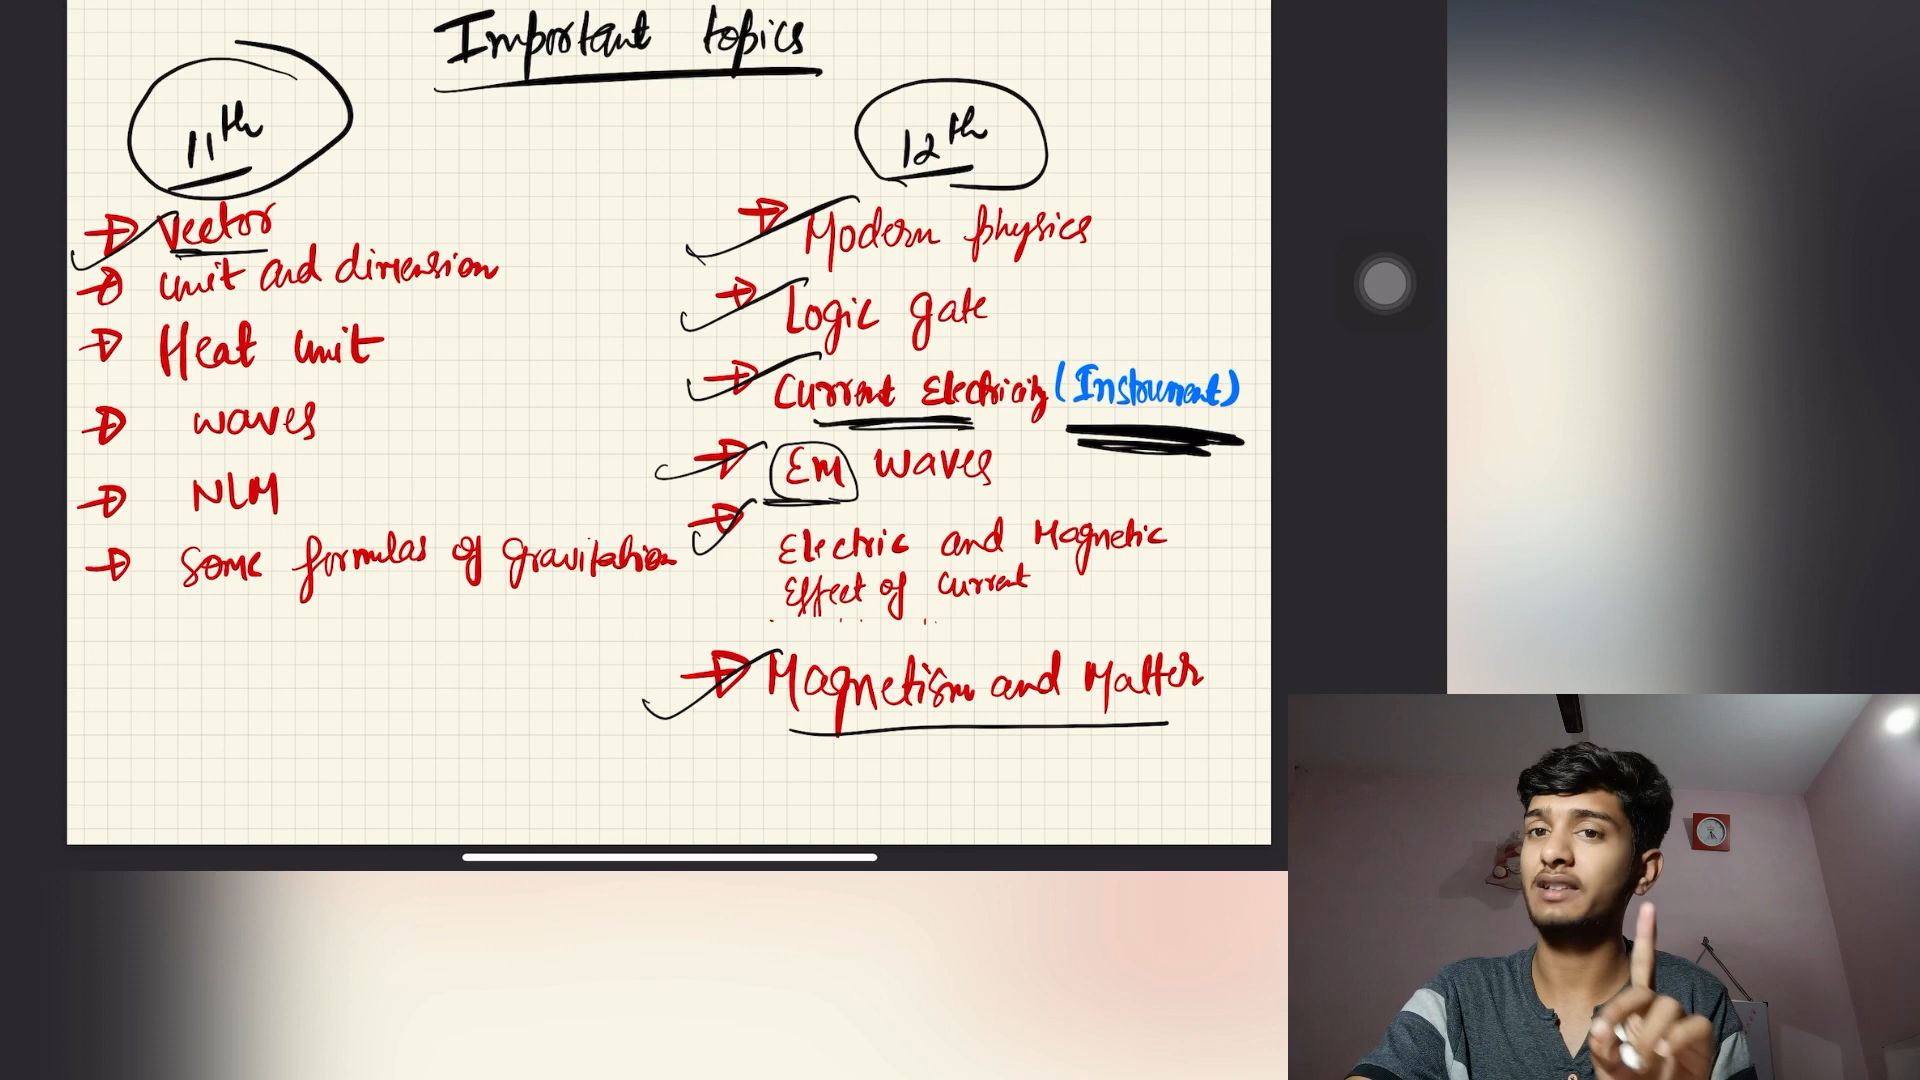 Important topics
11th
Vector
Unit and dimension
Heat unit
waves
NLM
Some formulas of gravitation
12th
Modern physics
Logic gate
Current Electricity (Instrument)
EM waves
Electric and Magnetic
Effect of current
Magnetism and Matter